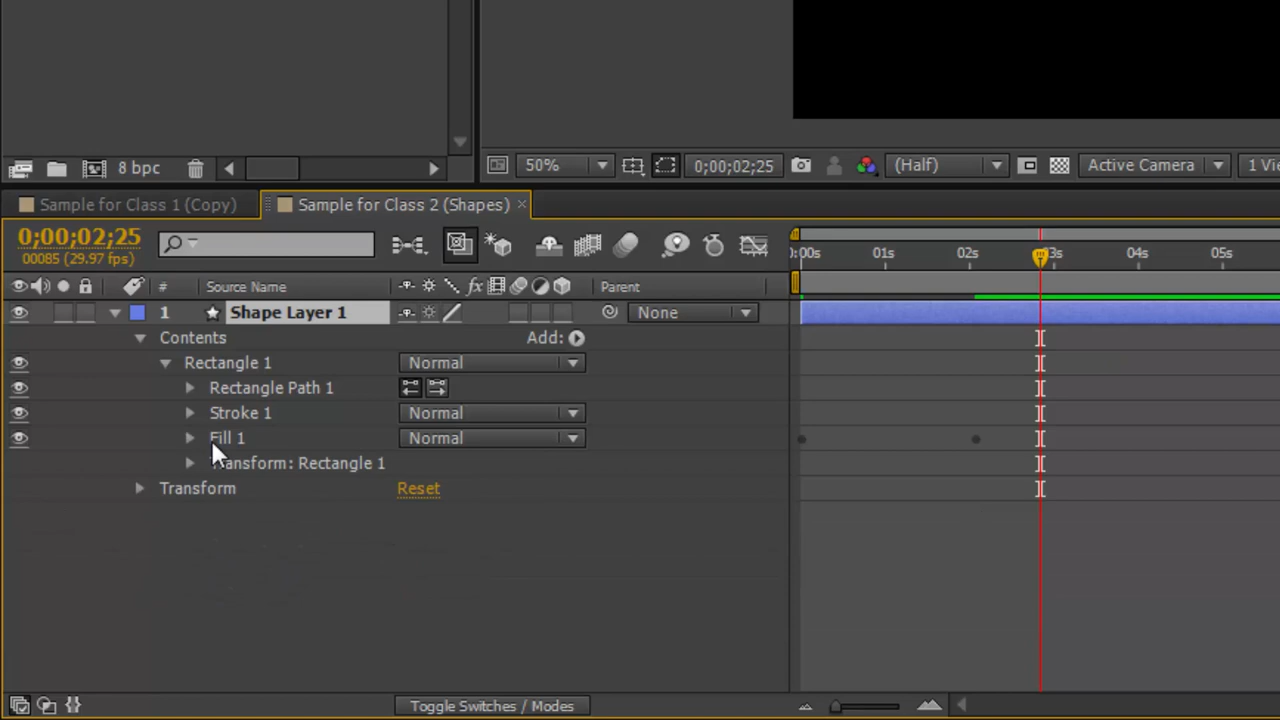 8 bpc
50%
0;00;02;25
(Half)
Active Camera
1 Vie
Sample for Class 1 (Copy)
Sample for Class 2 (Shapes)
0;00;02;25
00085 (29.97 fps)
:00s 01s 02s 3s 04s 05s
# Source Name
fx
Parent
1 Shape Layer 1
None
Contents
Add:
Rectangle 1
Normal
Rectangle Path 1
Stroke 1
Normal
Fill 1
Normal
Transform: Rectangle 1
Transform
Reset
Toggle Switches / Modes